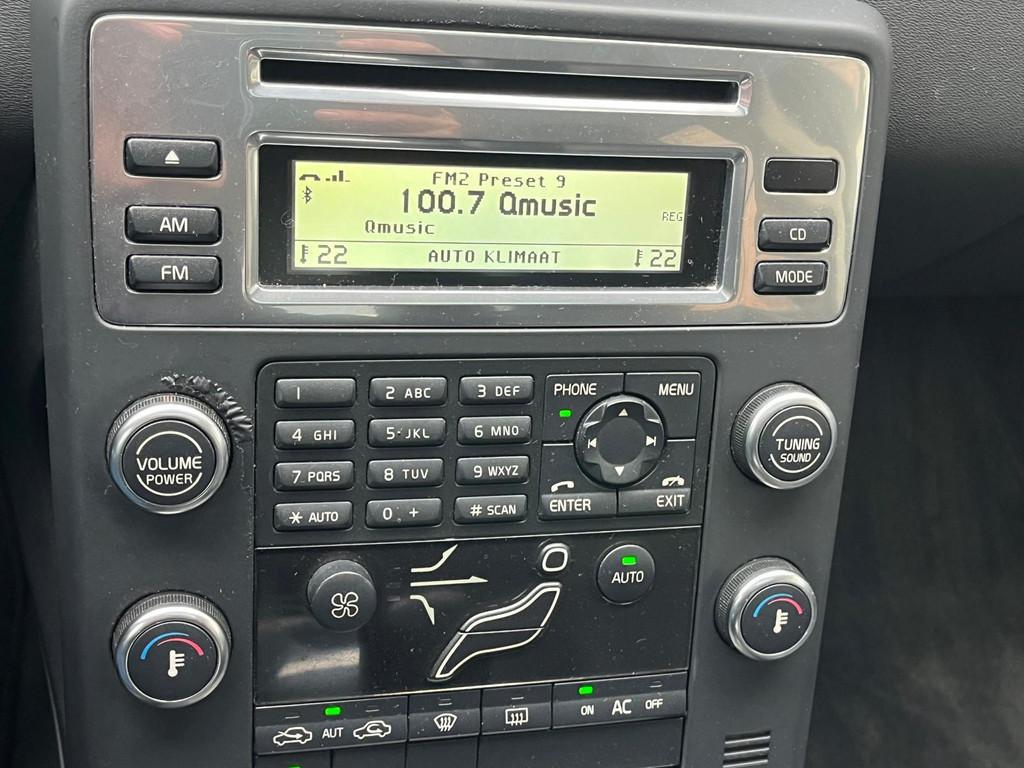 FM2 Preset 9
100.7 Qmusic
REG
Qmusic
22 AUTO KLIMAAT 22
AM
FM
CD
MODE
1
2 ABC
3 DEF
4 GHI
5 JKL
6 MNO
7 PQRS
8 TUV
9 WXYZ
* AUTO
0 +
# SCAN
PHONE
MENU
ENTER
EXIT
VOLUME
POWER
TUNING
SOUND
AUTO
AUT
ON AC OFF